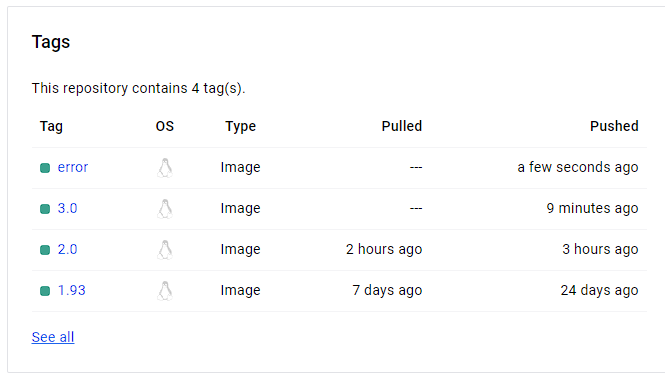 Tags
This repository contains 4 tag(s).
Tag OS Type Pulled Pushed
error Image --- a few seconds ago
3.0 Image --- 9 minutes ago
2.0 Image 2 hours ago 3 hours ago
1.93 Image 7 days ago 24 days ago
See all